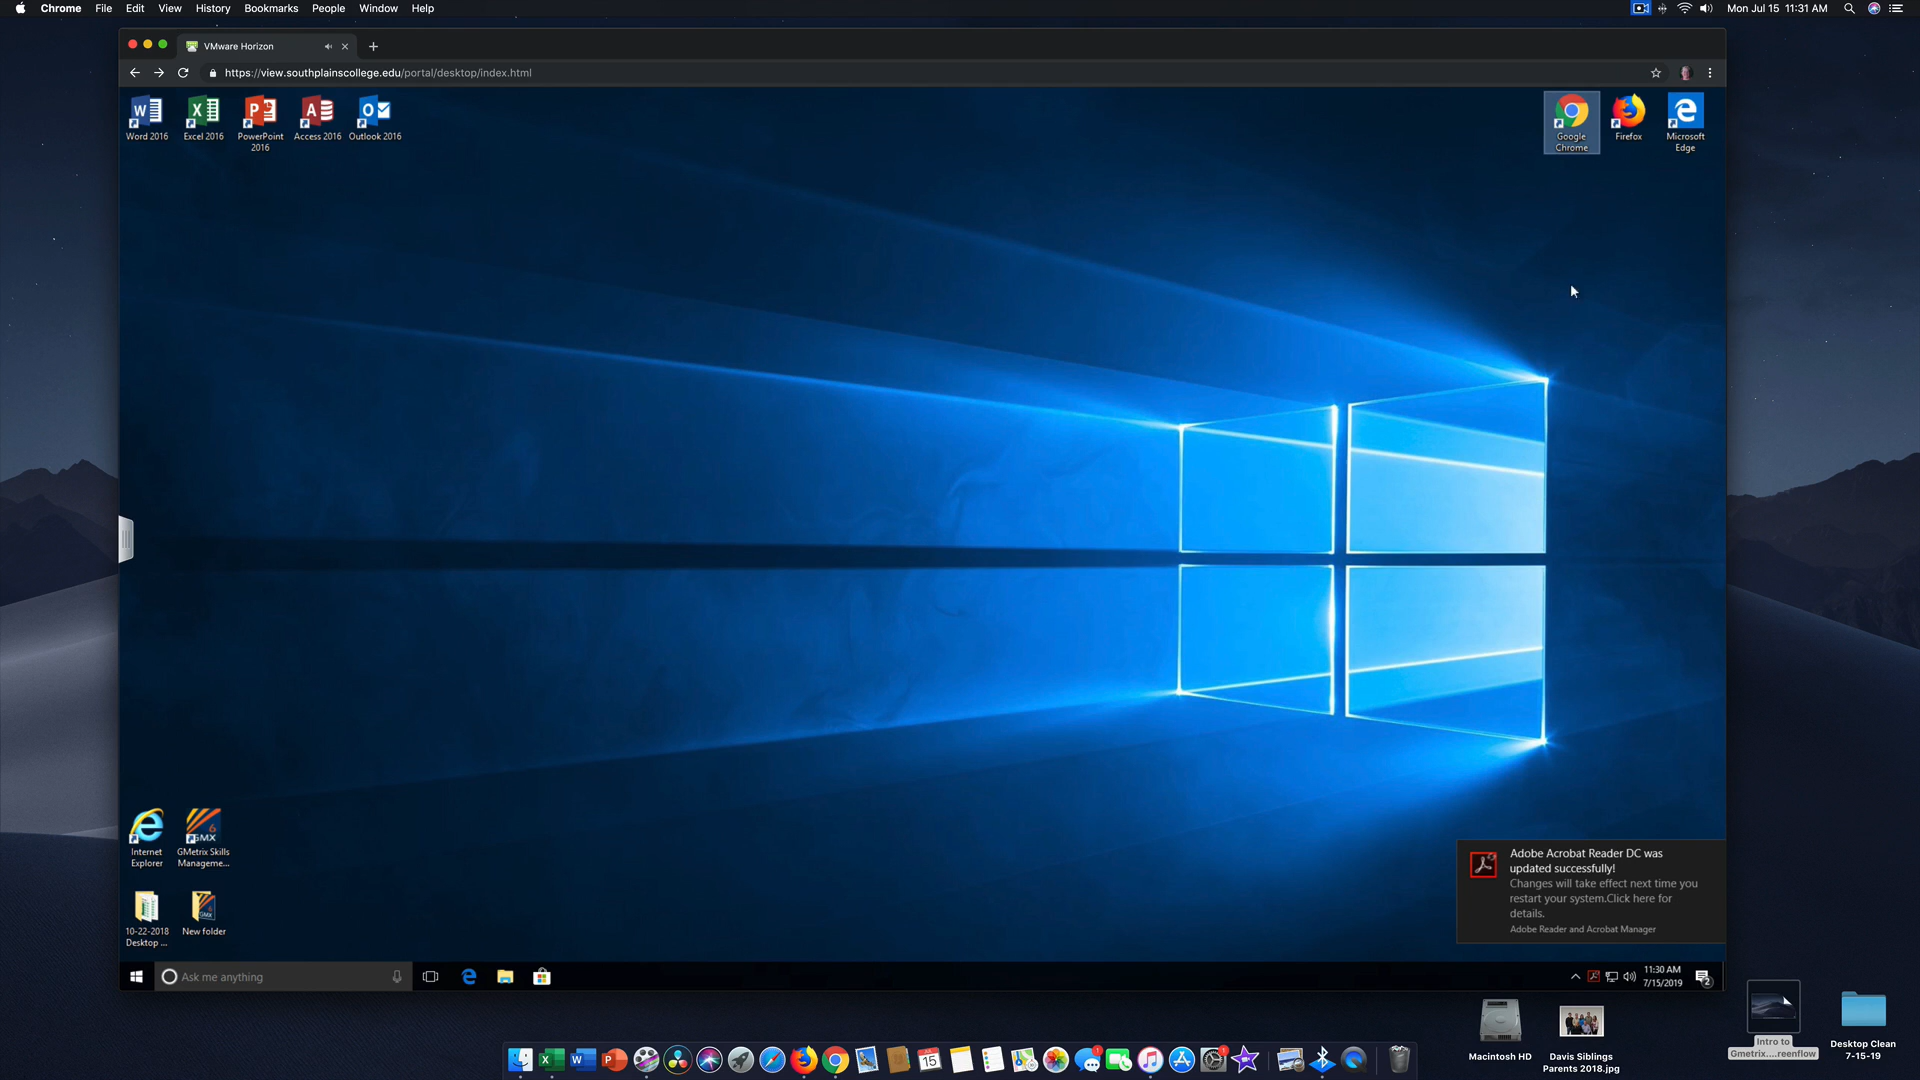 Chrome File Edit View History Bookmarks People Window Help
Mon Jul 15 11:31 AM
VMware Horizon
https://view.southplainscollege.edu/portal/desktop/index.html
Word 2016
Excel 2016
PowerPoint
2016
Access 2016
Outlook 2016
Google
Chrome
Firefox
Microsoft
Edge
Internet
Explorer
GMetrix Skills
Manageme...
10-22-2018
Desktop ...
New folder
Adobe Acrobat Reader DC was
updated successfully!
Changes will take effect next time you
restart your system.Click here for
details.
Adobe Reader and Acrobat Manager
Ask me anything
11:30 AM
7/15/2019
2
Macintosh HD
Davis Siblings
Parents 2018.jpg
Intro to
Gmetrix....reenflow
Desktop Clean
7-15-19